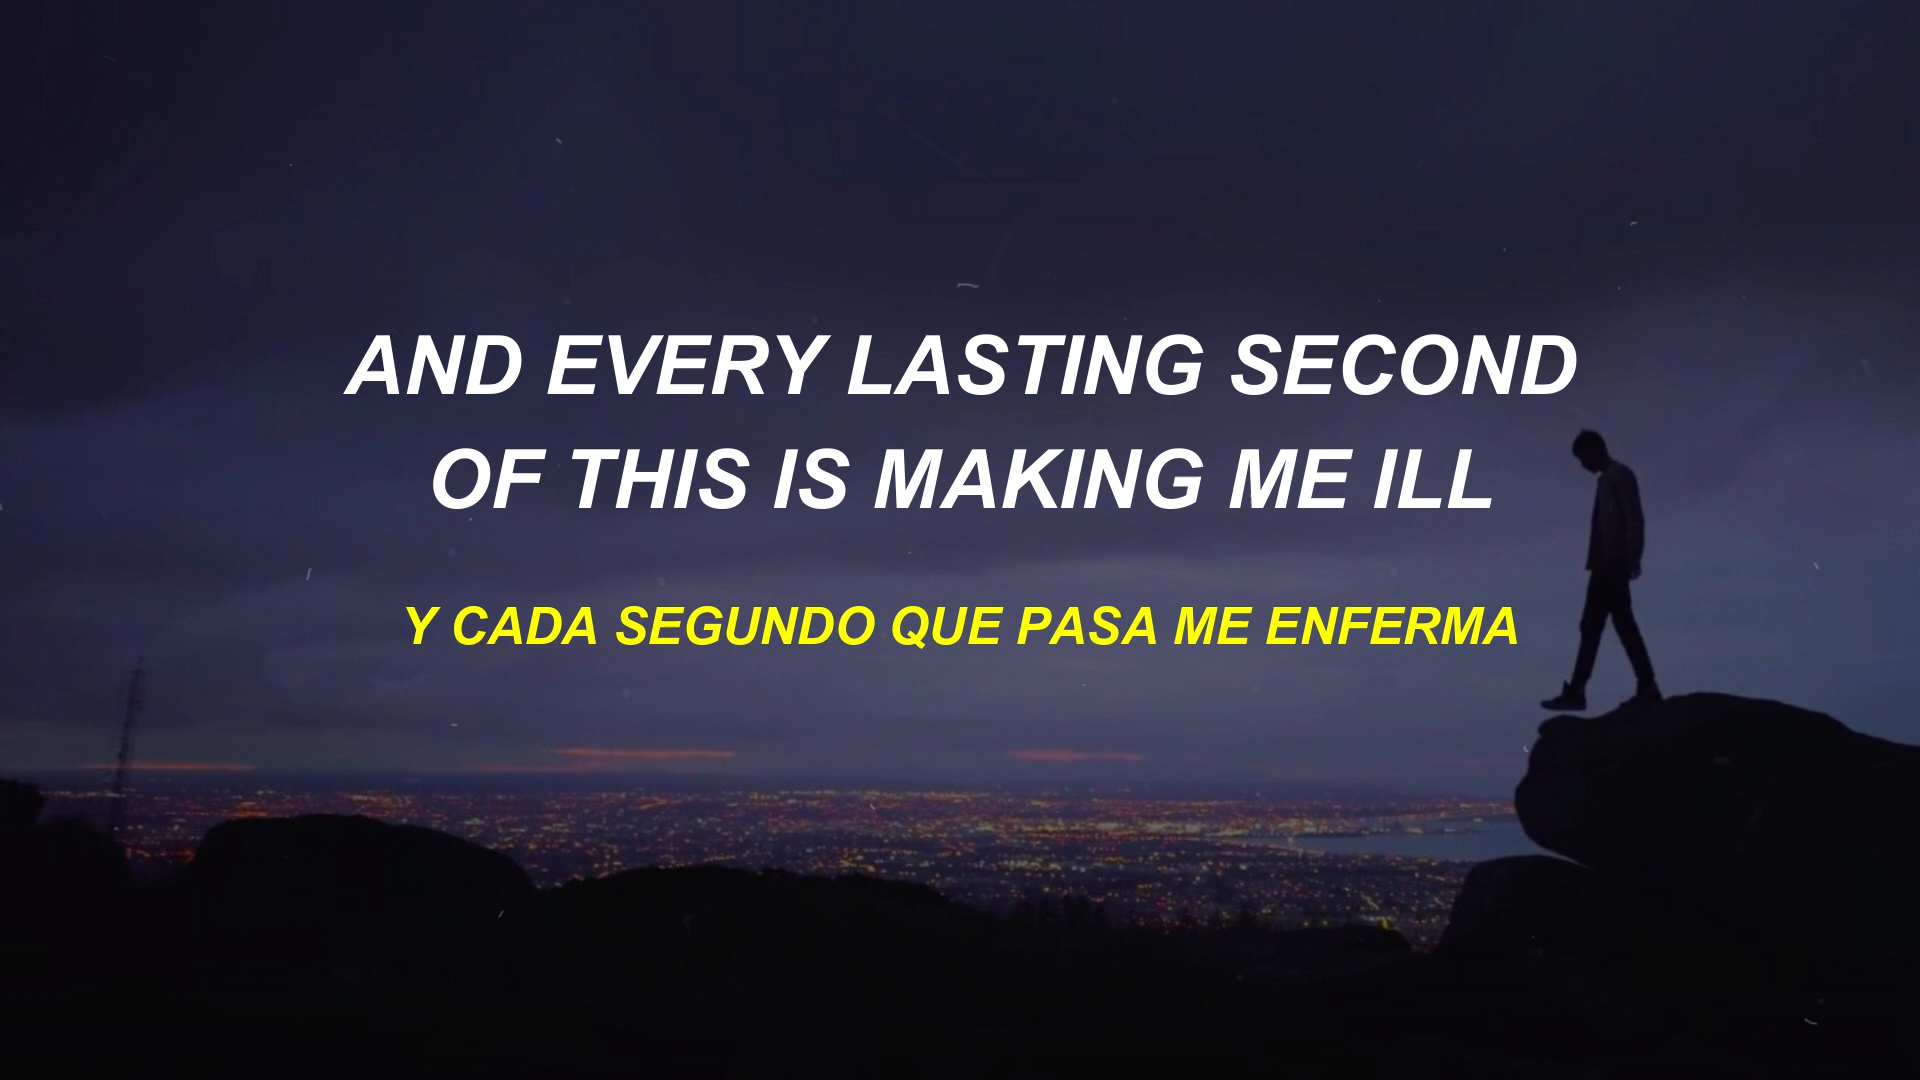 AND EVERY LASTING SECOND
OF THIS IS MAKING ME ILL
Y CADA SEGUNDO QUE PASA ME ENFERMA